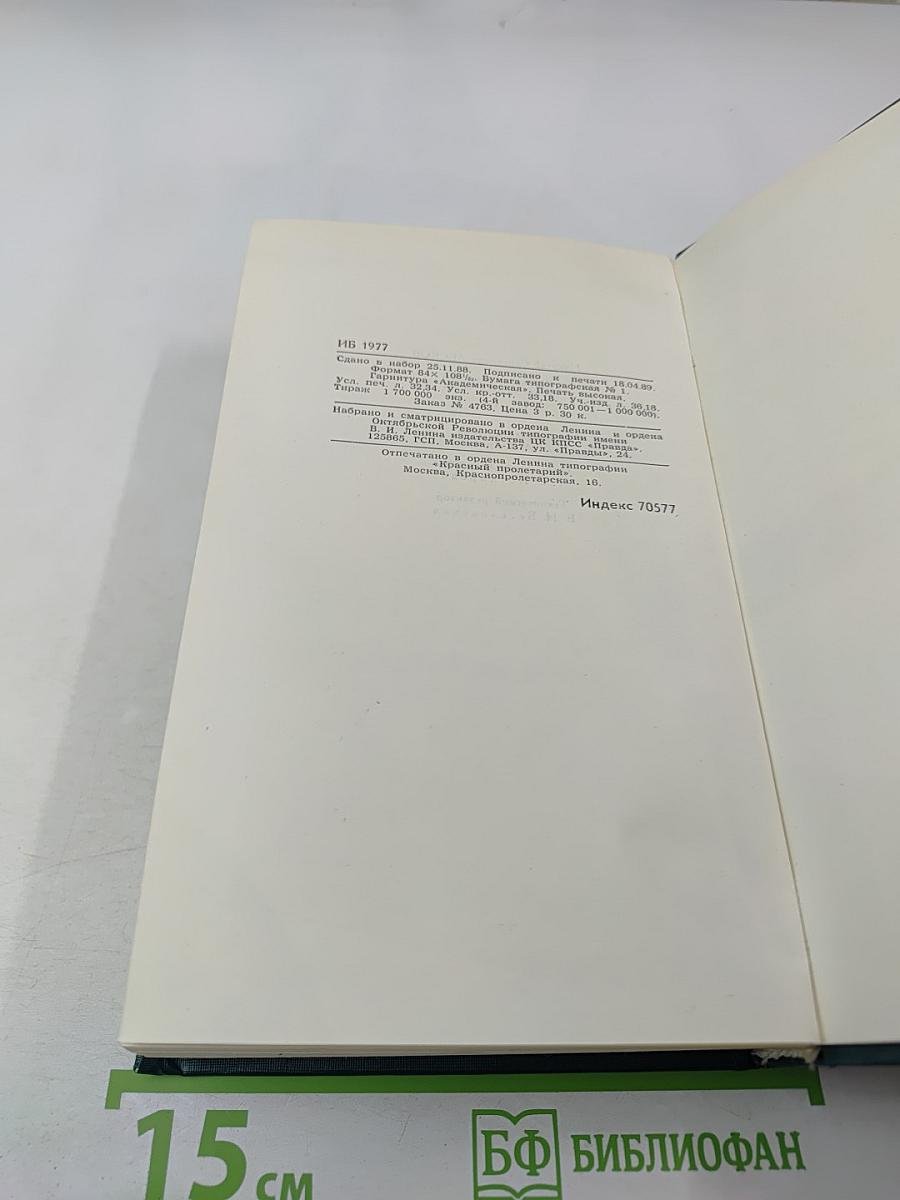 ИБ 1977
Сдано в набор 25.11.88. Подписано к печати 18.04.89.
Формат 84×108¹/₃₂. Бумага типографская № 1.
Гарнитура «Академическая». Печать высокая.
Усл. печ. л. 32,34. Усл. кр.-отт. 33,18. Уч.-изд. л. 36,18.
Тираж 1 700 000 экз. (4-й завод: 750 001—1 000 000).
Заказ № 4763. Цена 3 р. 30 к.
Набрано и сматрицировано в ордена Ленина и ордена
Октябрьской Революции типографии имени
В. И. Ленина издательства ЦК КПСС «Правда».
125865, ГСП, Москва, А-137, ул. «Правды», 24.
Отпечатано в ордена Ленина типографии
«Красный пролетарий».
Москва, Краснопролетарская, 16.
Индекс 70577
15 см
БФ БИБЛИОФАН